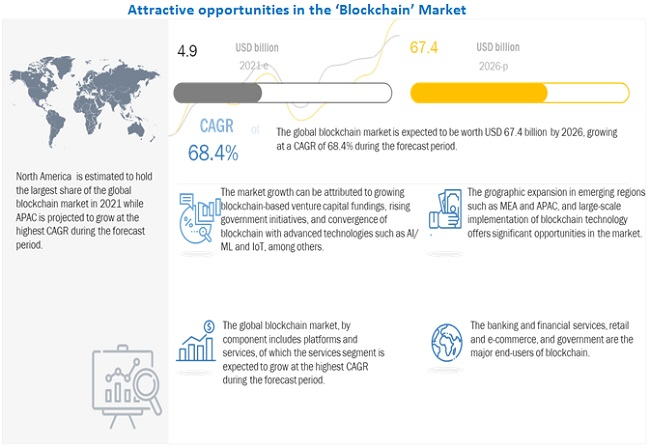 Attractive opportunities in the ‘Blockchain’ Market
4.9
USD billion
2021-e
67.4
USD billion
2026-p
CAGR
of
68.4%
The global blockchain market is expected to be worth USD 67.4 billion by 2026, growing
at a CAGR of 68.4% during the forecast period.
North America is estimated to hold
the largest share of the global
blockchain market in 2021 while
APAC is projected to grow at the
highest CAGR during the forecast
period.
The market growth can be attributed to growing
blockchain-based venture capital fundings, rising
government initiatives, and convergence of
blockchain with advanced technologies such as AI/
ML and IoT, among others.
The grographic expansion in emerging regions
such as MEA and APAC, and large-scale
implementation of blockchain technology
offers significant opportunities in the market.
The global blockchain market, by
component includes platforms and
services, of which the services segment is
expected to grow at the highest CAGR
during the forecast period.
The banking and financial services, retail
and e-commerce, and government are the
major end-users of blockchain.